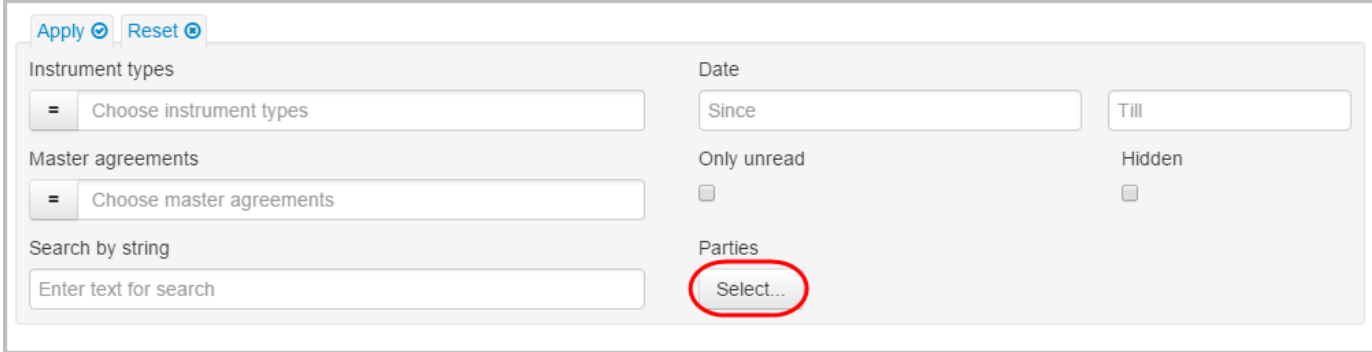 Apply Reset
Instrument types
= Choose instrument types
Date
Since Till
Master agreements
= Choose master agreements
Only unread Hidden
Search by string
Enter text for search
Parties
Select...